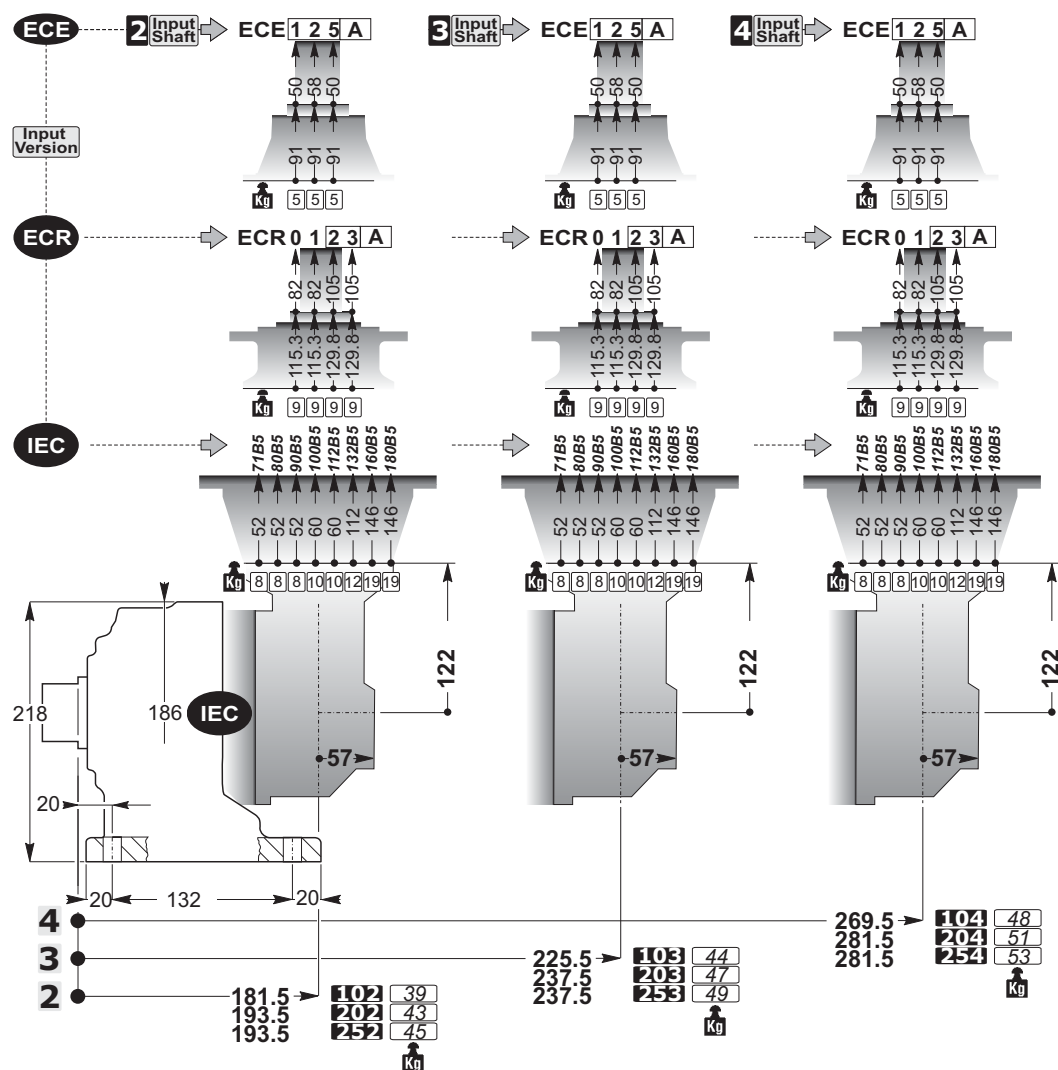 ECE 2 Input Shaft ECE 1 2 5 A 3 Input Shaft ECE 1 2 5 A 4 Input Shaft ECE 1 2 5 A
50 58 50 50 58 50 50 58 50
Input Version
91 91 91 91 91 91 91 91 91
Kg 5 5 5 Kg 5 5 5 Kg 5 5 5
ECR ECR 0 1 2 3 A ECR 0 1 2 3 A ECR 0 1 2 3 A
82 82 105 105 82 82 105 105 82 82 105 105
115.3 115.3 129.8 129.8 115.3 115.3 129.8 129.8 115.3 115.3 129.8 129.8
Kg 9 9 9 9 Kg 9 9 9 9 Kg 9 9 9 9
IEC 71B5 80B5 90B5 100B5 112B5 132B5 160B5 180B5 71B5 80B5 90B5 100B5 112B5 132B5 160B5 180B5 71B5 80B5 90B5 100B5 112B5 132B5 160B5 180B5
52 52 52 60 60 112 146 146 52 52 52 60 60 112 146 146 52 52 52 60 60 112 146 146
Kg 8 8 8 10 10 12 19 19 Kg 8 8 8 10 10 12 19 19 Kg 8 8 8 10 10 12 19 19
122 122 122
218 186 IEC
57 57 57
20
20 132 20
4 269.5 104 48
281.5 204 51
281.5 254 53
Kg
3 225.5 103 44
237.5 203 47
237.5 253 49
Kg
2 181.5 102 39
193.5 202 43
193.5 252 45
Kg